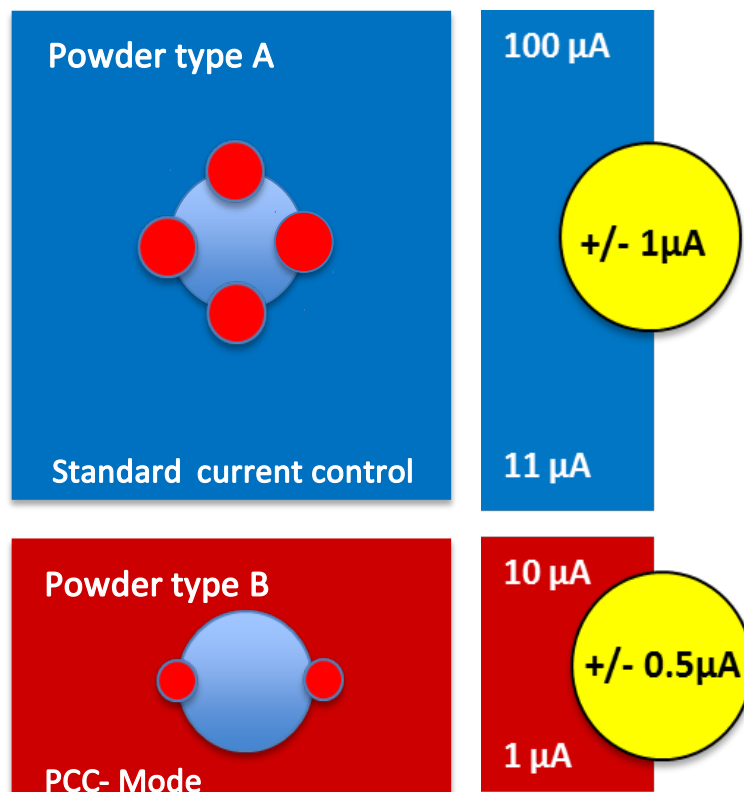 Powder type A
100 µA
+/- 1µA
Standard current control
11 µA
Powder type B
10 µA
+/- 0.5µA
1 µA
PCC- Mode